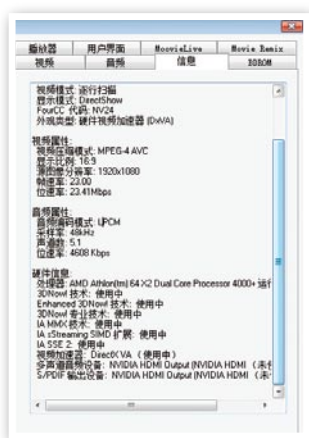 播放器 用户界面 MoovieLive Movie Remix
视频 音频 信息 BDROM
视频模式: 逐行扫描
显示模式: DirectShow
FourCC 代码: NV24
外观类型: 硬件视频加速器 (DxVA)
视频属性:
视频压缩模式: MPEG-4 AVC
显示比例: 16:9
源图像分辨率: 1920x1080
帧速率: 23.00
位速率: 23.41Mbps
音频属性:
音频编码模式: LPCM
采样率: 48kHz
声道数: 5.1
位速率: 4608 Kbps
硬件信息:
处理器: AMD Athlon(tm) 64 X2 Dual Core Processor 4000+ 运行
3DNow! 技术: 使用中
Enhanced 3DNow! 技术: 使用中
3DNow! 专业技术: 使用中
IA MMX 技术: 使用中
IA sStreaming SIMD 扩展: 使用中
IA SSE 2: 使用中
视频加速器: DirectX VA （使用中）
多声道音频设备: NVIDIA HDMI Output (NVIDIA HDMI （未
S/PDIF 输出设备: NVIDIA HDMI Output (NVIDIA HDMI （未